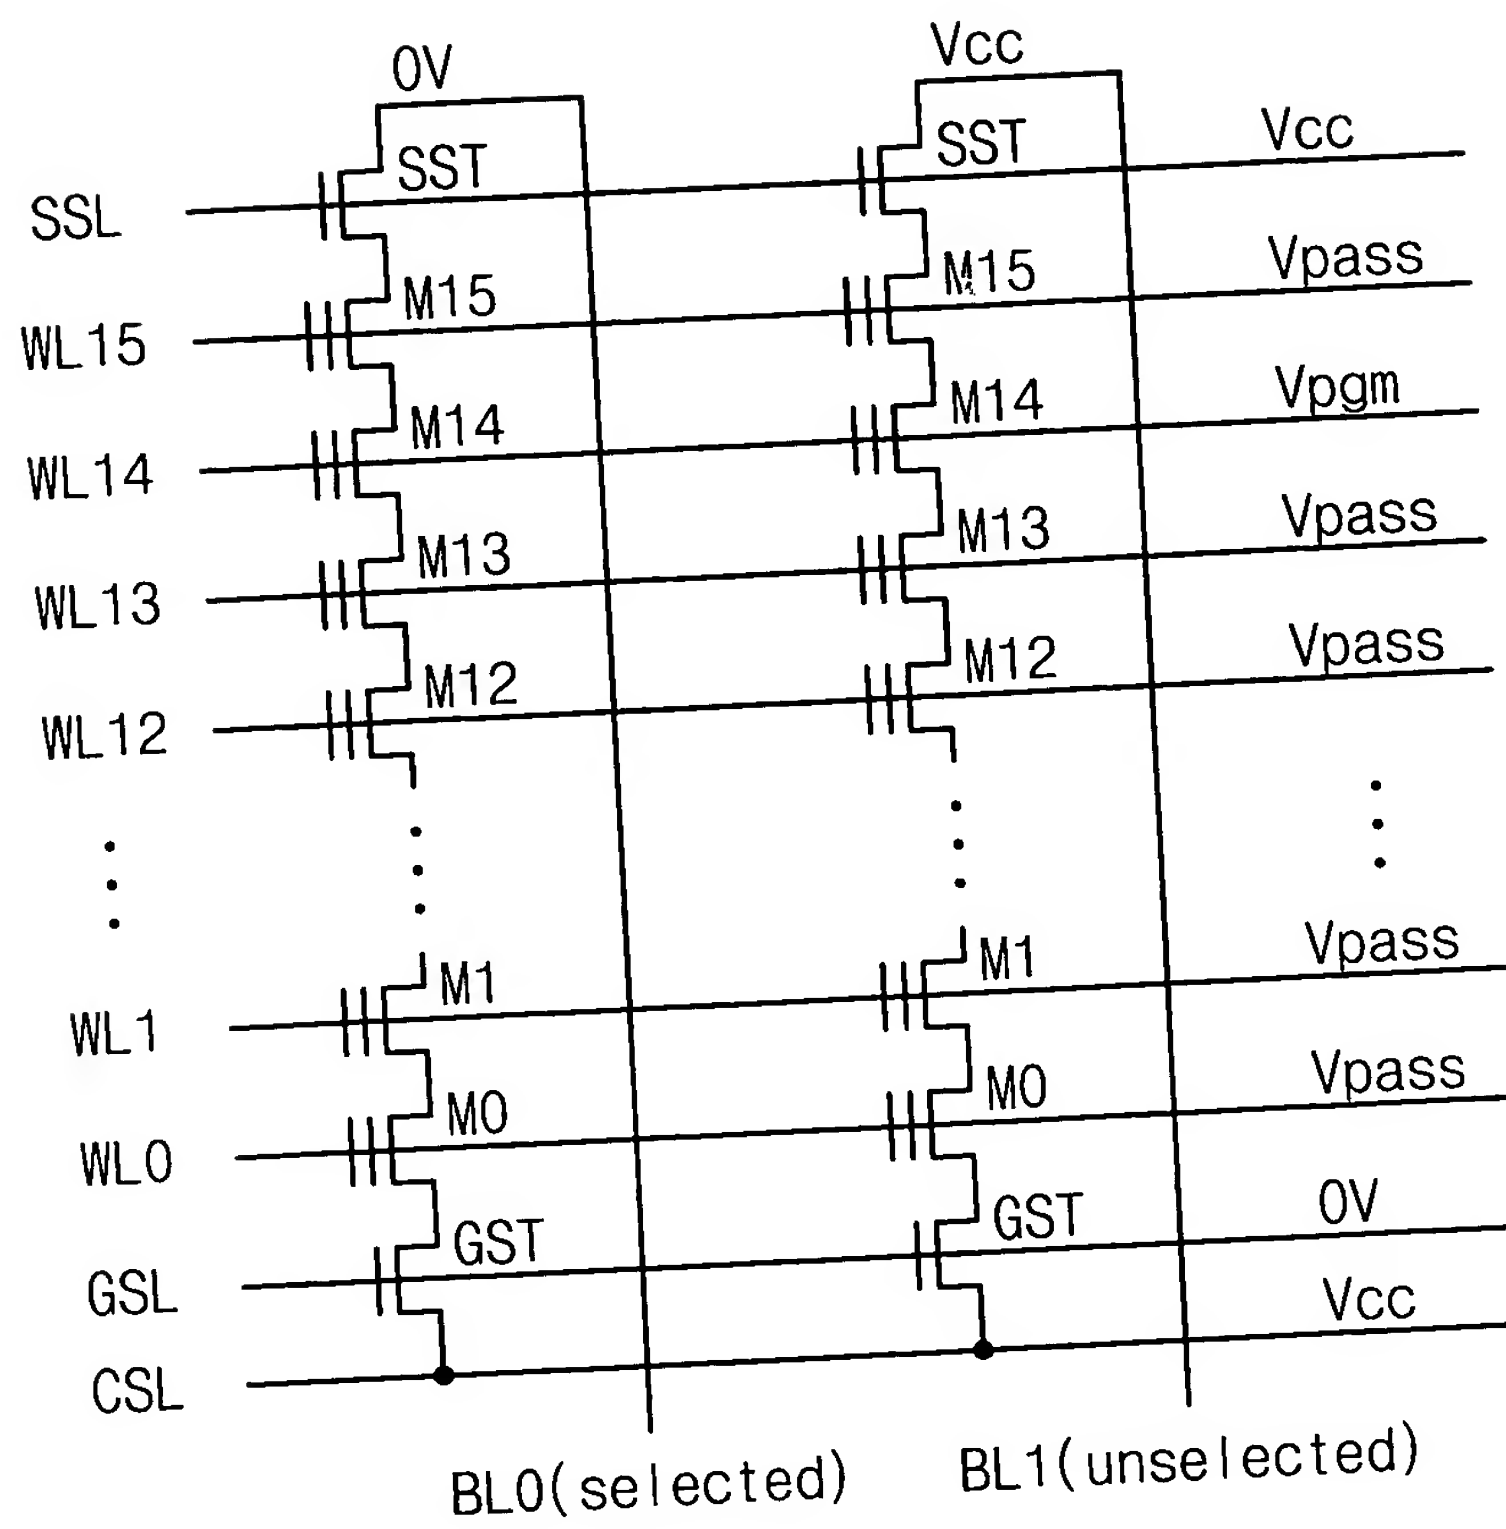 0V Vcc
SSL SST SST Vcc
WL15 M15 M15 Vpass
WL14 M14 M14 Vpgm
WL13 M13 M13 Vpass
WL12 M12 M12 Vpass
WL1 M1 M1 Vpass
WL0 M0 M0 Vpass
GSL GST GST 0V
CSL Vcc
BL0(selected) BL1(unselected)